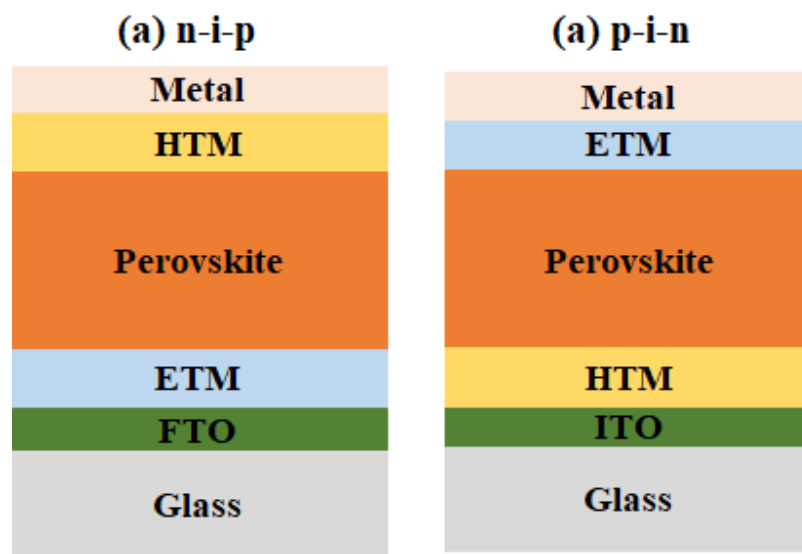 (a) n-i-p
Metal
HTM
Perovskite
ETM
FTO
Glass
(a) p-i-n
Metal
ETM
Perovskite
HTM
ITO
Glass